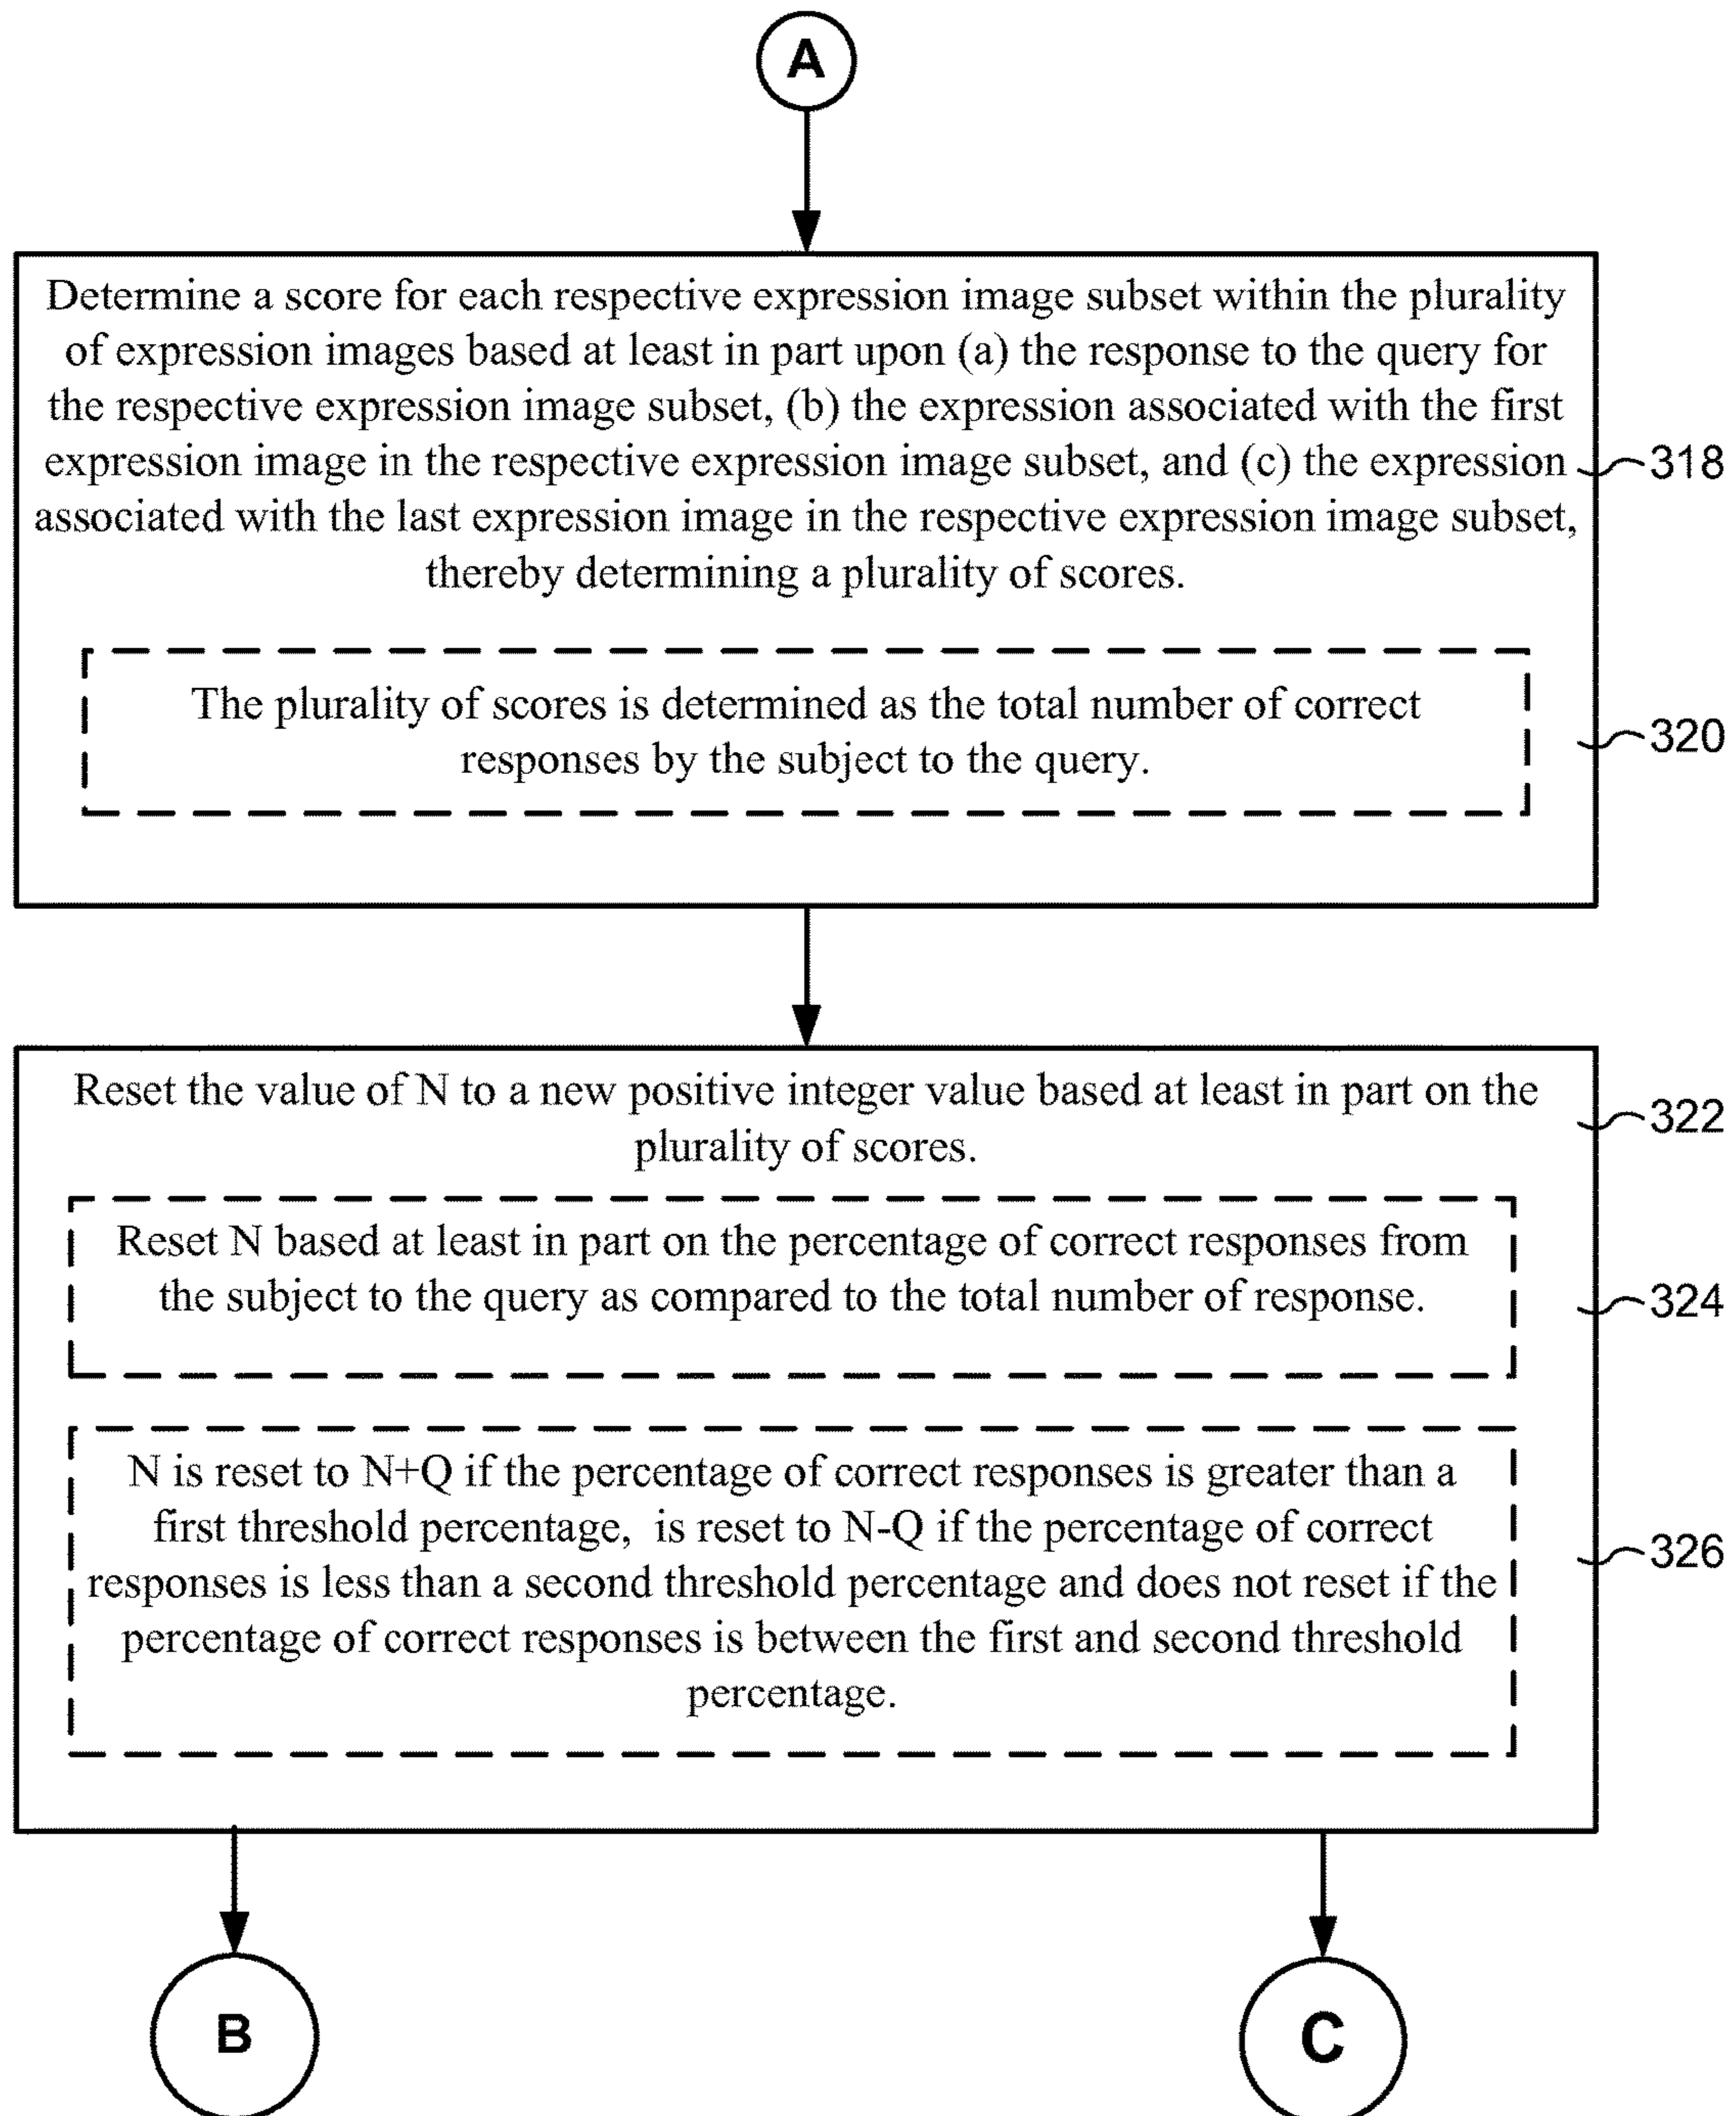 A
Determine a score for each respective expression image subset within the plurality
of expression images based at least in part upon (a) the response to the query for
the respective expression image subset, (b) the expression associated with the first
expression image in the respective expression image subset, and (c) the expression
associated with the last expression image in the respective expression image subset,
thereby determining a plurality of scores.
318
The plurality of scores is determined as the total number of correct
responses by the subject to the query.
320
Reset the value of N to a new positive integer value based at least in part on the
plurality of scores.
322
Reset N based at least in part on the percentage of correct responses from
the subject to the query as compared to the total number of response.
324
N is reset to N+Q if the percentage of correct responses is greater than a
first threshold percentage, is reset to N-Q if the percentage of correct
responses is less than a second threshold percentage and does not reset if the
percentage of correct responses is between the first and second threshold
percentage.
326
B
C